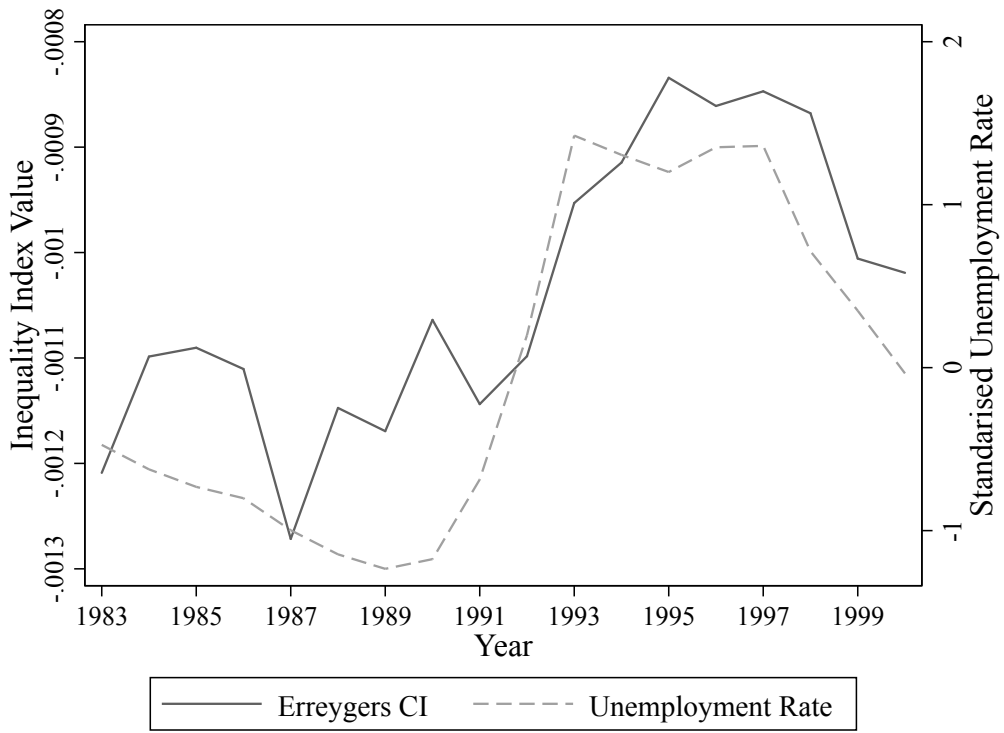 Inequality Index Value
-.0008
-.0009
-.001
-.0011
-.0012
-.0013
2
1
0
-1
Standarised Unemployment Rate
1983 1985 1987 1989 1991 1993 1995 1997 1999
Year
Erreygers CI Unemployment Rate